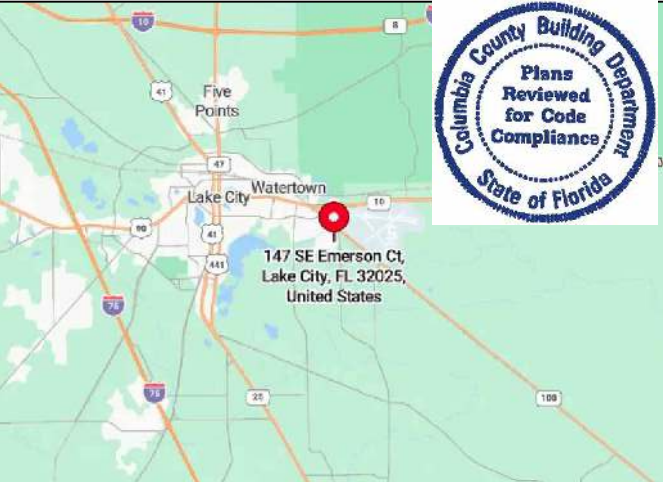 10
8
41
Five
Points
47
Watertown
Lake City
10
90
41
441
147 SE Emerson Ct,
Lake City, FL 32025,
United States
75
75
25
100
Columbia County Building Department
Plans
Reviewed
for Code
Compliance
State of Florida